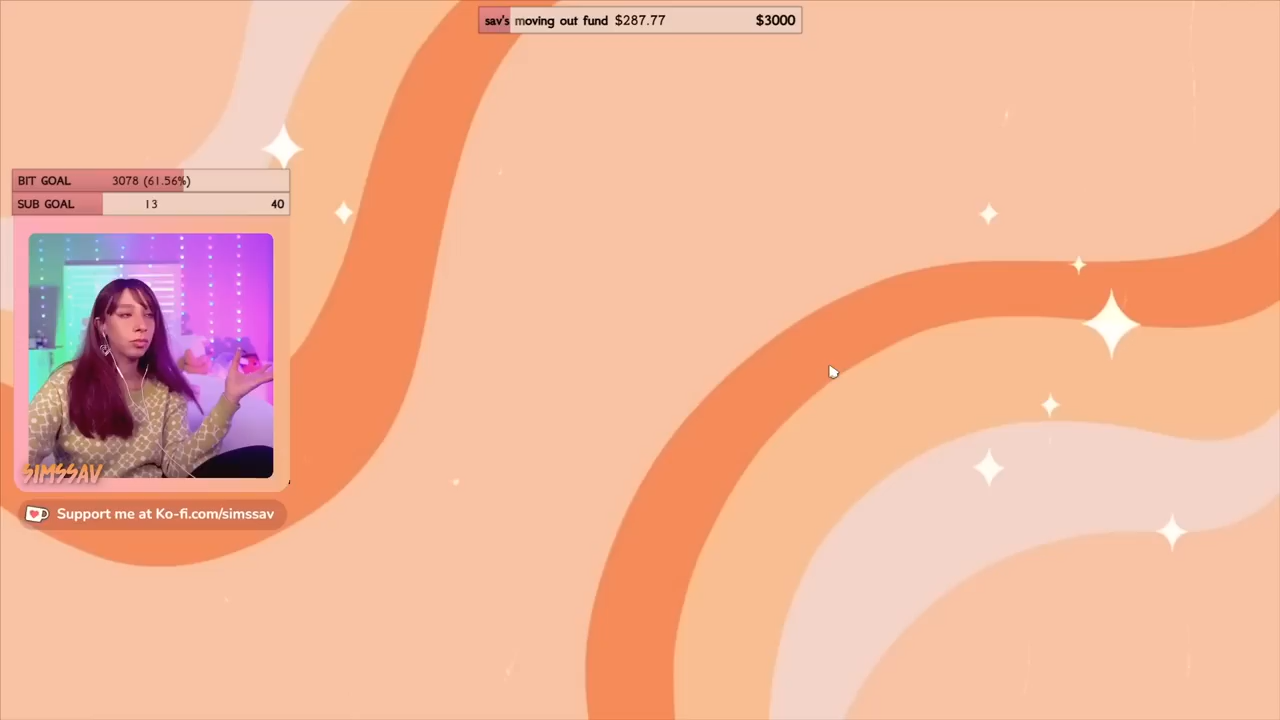 sav's moving out fund $287.77 $3000
BIT GOAL 3078 (61.56%)
SUB GOAL 13 40
SIMSSAV
Support me at Ko-fi.com/simssav